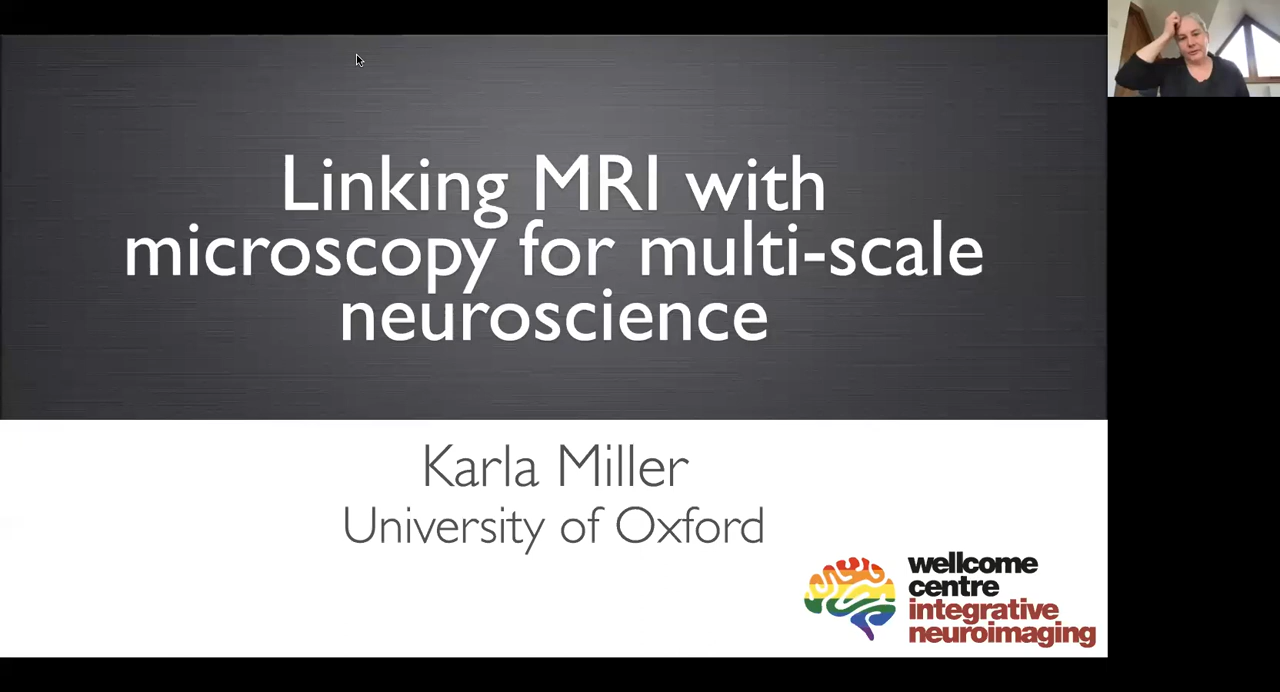 Linking MRI with
microscopy for multi-scale
neuroscience
Karla Miller
University of Oxford
wellcome
centre
integrative
neuroimaging